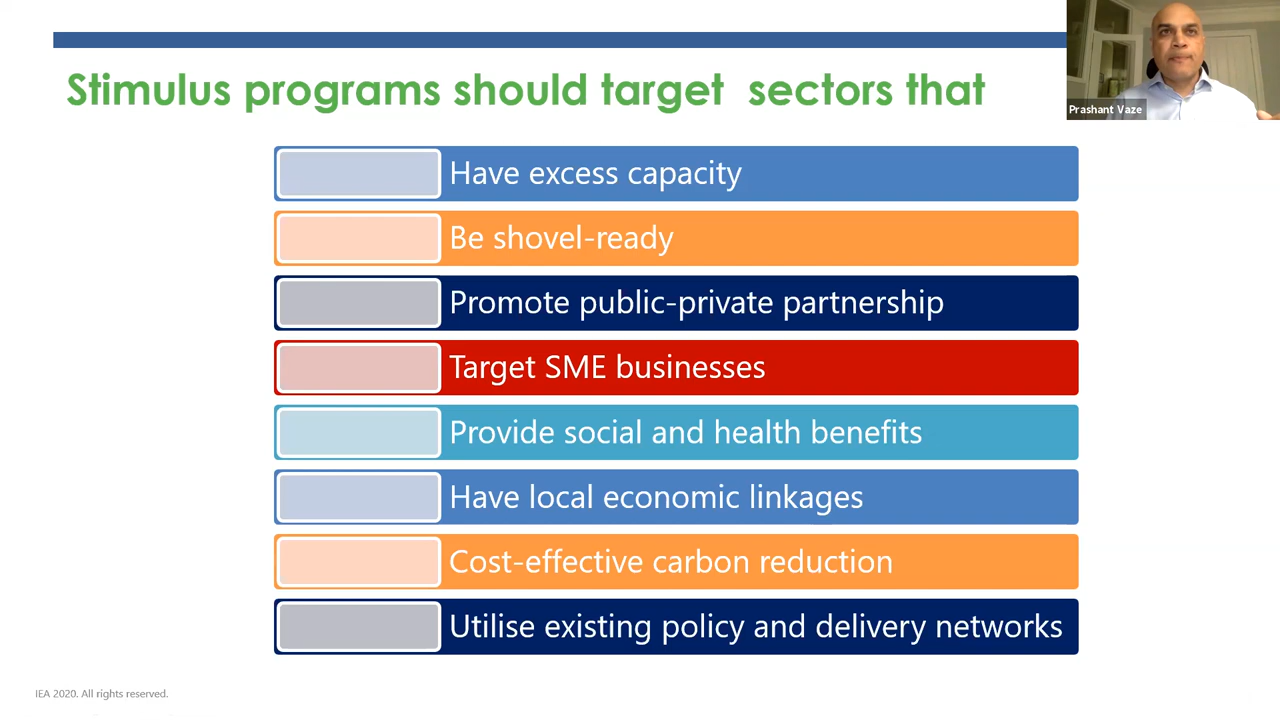 Stimulus programs should target sectors that
Prashant Vaze
Have excess capacity
Be shovel-ready
Promote public-private partnership
Target SME businesses
Provide social and health benefits
Have local economic linkages
Cost-effective carbon reduction
Utilise existing policy and delivery networks
IEA 2020. All rights reserved.